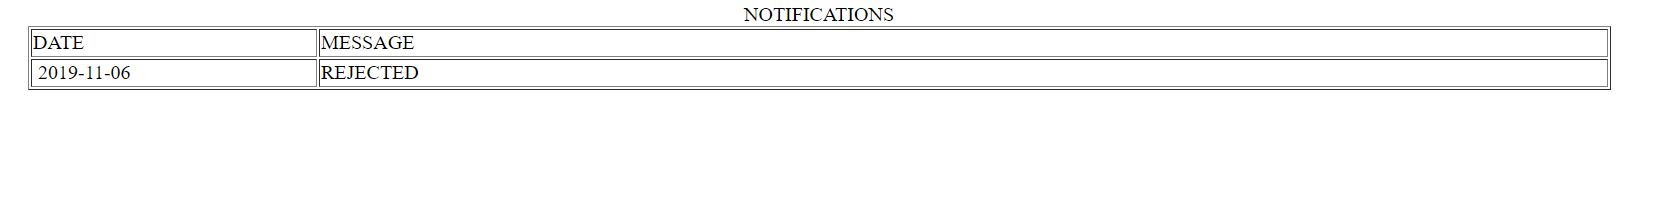 NOTIFICATIONS
DATE MESSAGE
2019-11-06 REJECTED